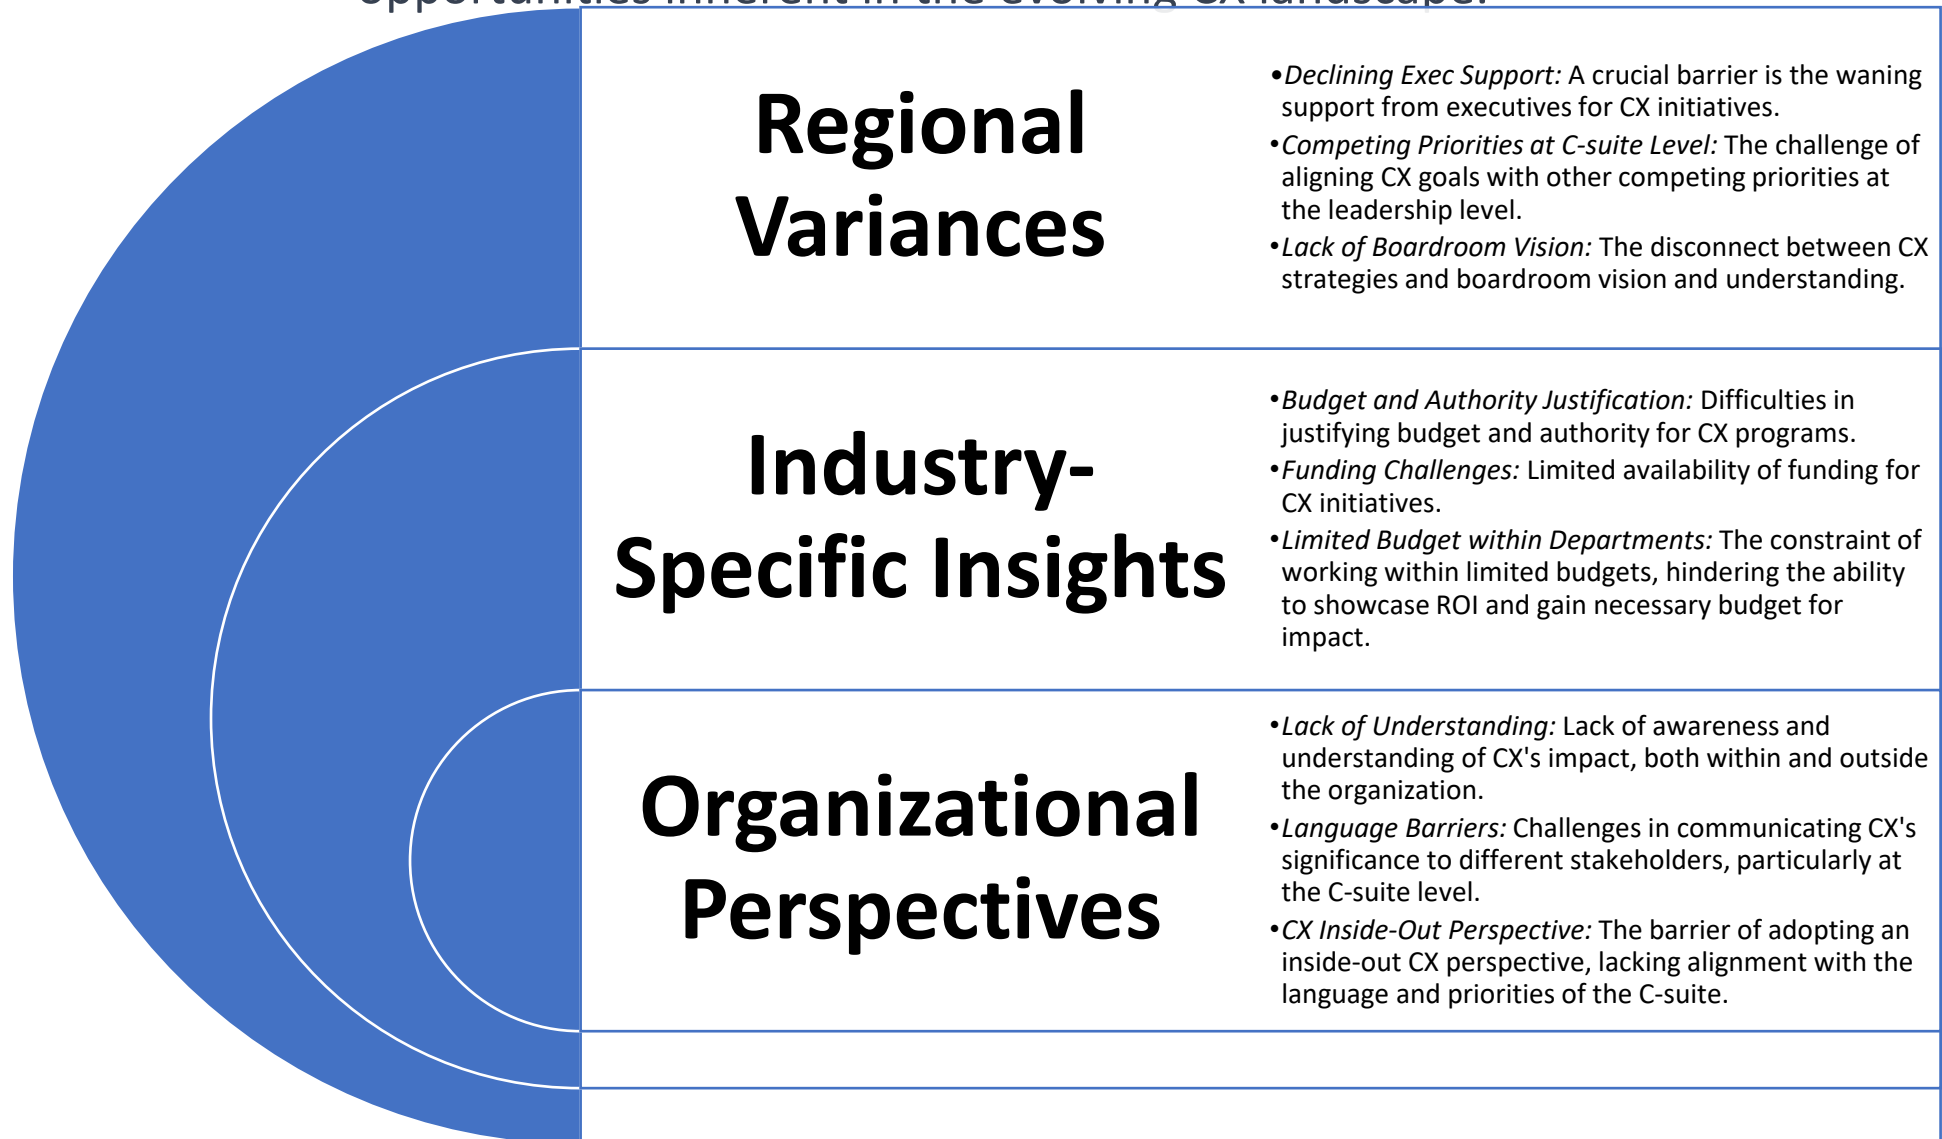 opportunities inherent in the evolving CX landscape.
Regional
Variances
•Declining Exec Support: A crucial barrier is the waning
support from executives for CX initiatives.
•Competing Priorities at C-suite Level: The challenge of
aligning CX goals with other competing priorities at
the leadership level.
•Lack of Boardroom Vision: The disconnect between CX
strategies and boardroom vision and understanding.
Industry-
Specific Insights
•Budget and Authority Justification: Difficulties in
justifying budget and authority for CX programs.
•Funding Challenges: Limited availability of funding for
CX initiatives.
•Limited Budget within Departments: The constraint of
working within limited budgets, hindering the ability
to showcase ROI and gain necessary budget for
impact.
Organizational
Perspectives
•Lack of Understanding: Lack of awareness and
understanding of CX's impact, both within and outside
the organization.
•Language Barriers: Challenges in communicating CX's
significance to different stakeholders, particularly at
the C-suite level.
•CX Inside-Out Perspective: The barrier of adopting an
inside-out CX perspective, lacking alignment with the
language and priorities of the C-suite.